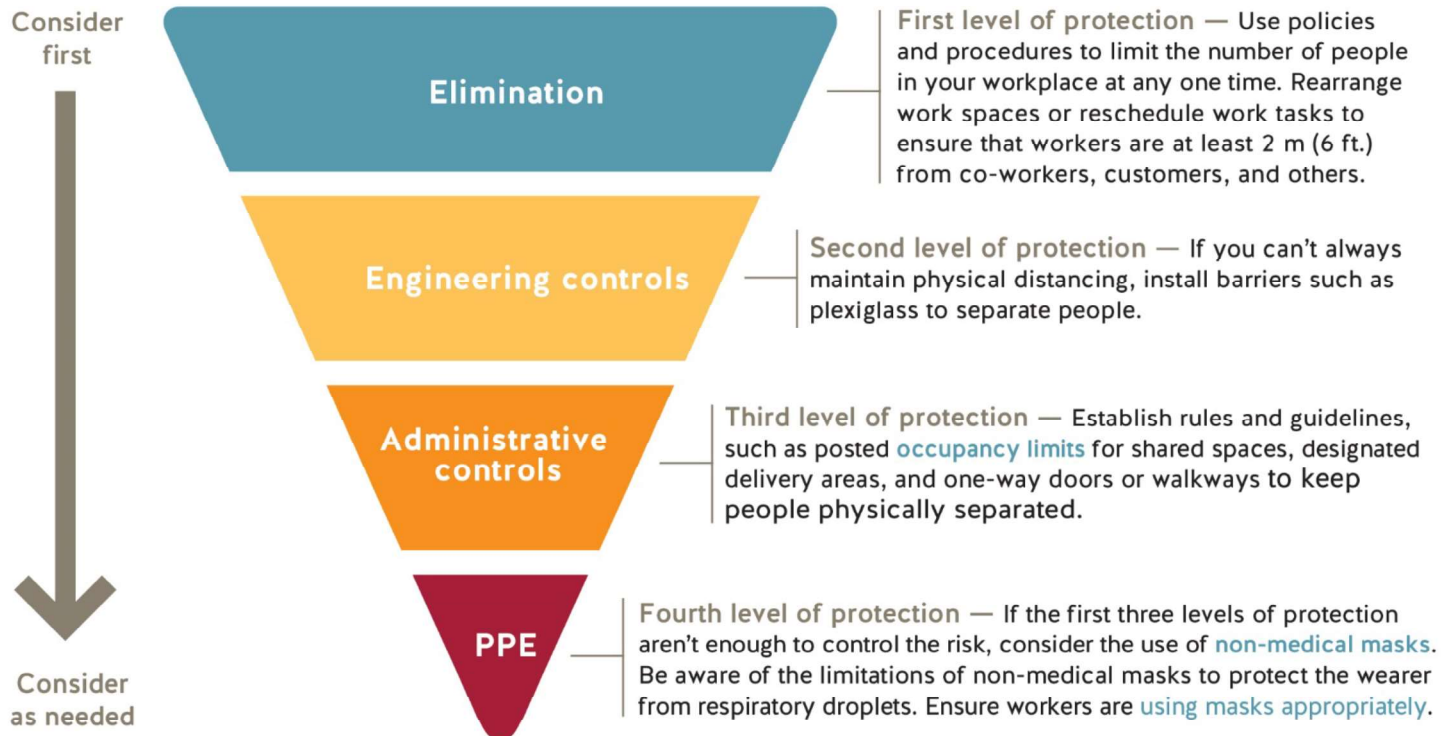 Consider
first
Elimination
First level of protection — Use policies
and procedures to limit the number of people
in your workplace at any one time. Rearrange
work spaces or reschedule work tasks to
ensure that workers are at least 2 m (6 ft.)
from co-workers, customers, and others.
Engineering controls
Second level of protection — If you can’t always
maintain physical distancing, install barriers such as
plexiglass to separate people.
Administrative
controls
Third level of protection — Establish rules and guidelines,
such as posted occupancy limits for shared spaces, designated
delivery areas, and one-way doors or walkways to keep
people physically separated.
PPE
Fourth level of protection — If the first three levels of protection
aren't enough to control the risk, consider the use of non-medical masks.
Be aware of the limitations of non-medical masks to protect the wearer
from respiratory droplets. Ensure workers are using masks appropriately.
Consider
as needed